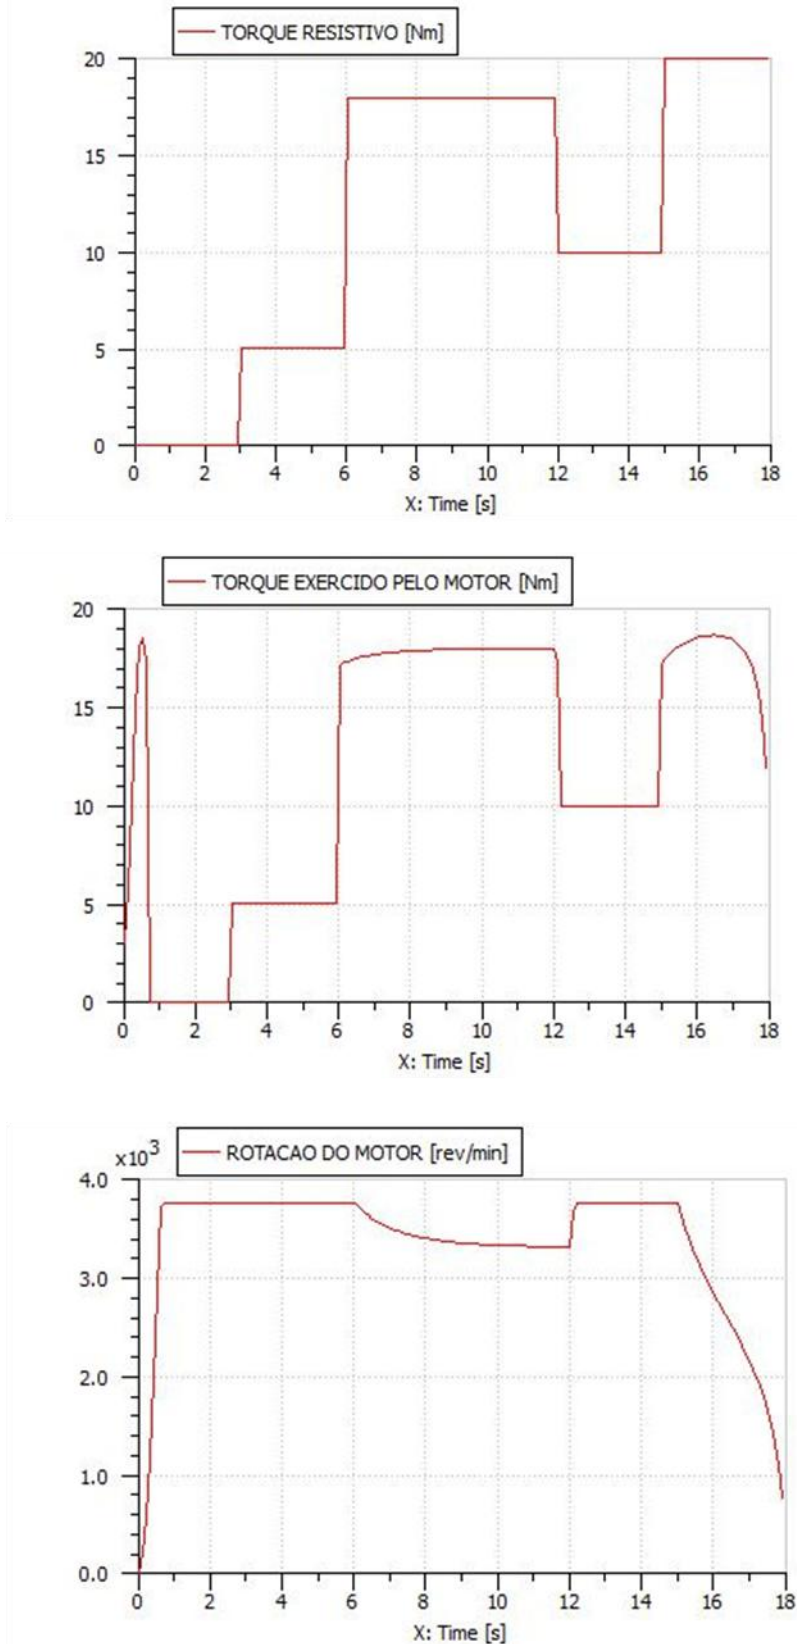 TORQUE RESISTIVO [Nm]
20
15
10
5
0
0 2 4 6 8 10 12 14 16 18
X: Time [s]
TORQUE EXERCIDO PELO MOTOR [Nm]
20
15
10
5
0
0 2 4 6 8 10 12 14 16 18
X: Time [s]
x10³ ROTACAO DO MOTOR [rev/min]
4.0
3.0
2.0
1.0
0.0
0 2 4 6 8 10 12 14 16 18
X: Time [s]